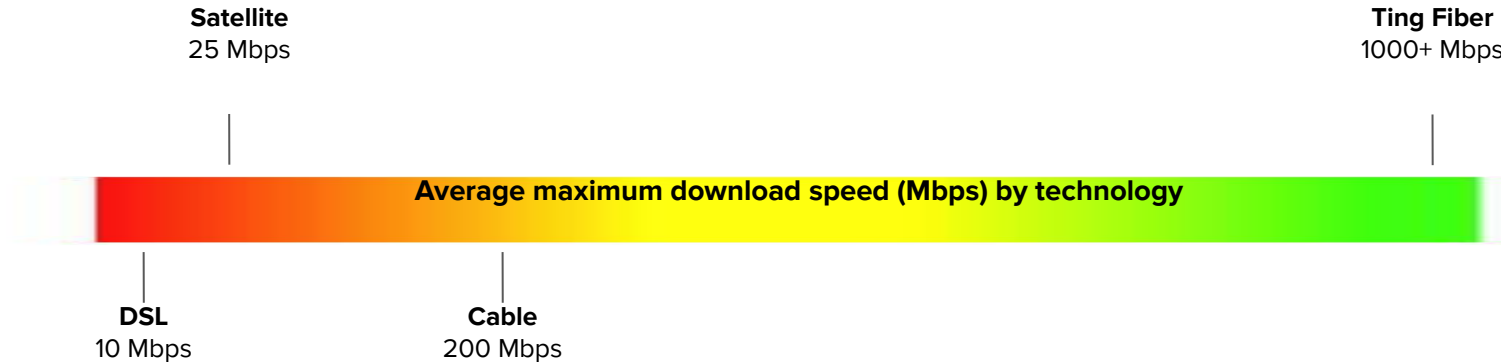 Satellite
25 Mbps
Ting Fiber
1000+ Mbps
Average maximum download speed (Mbps) by technology
DSL
10 Mbps
Cable
200 Mbps